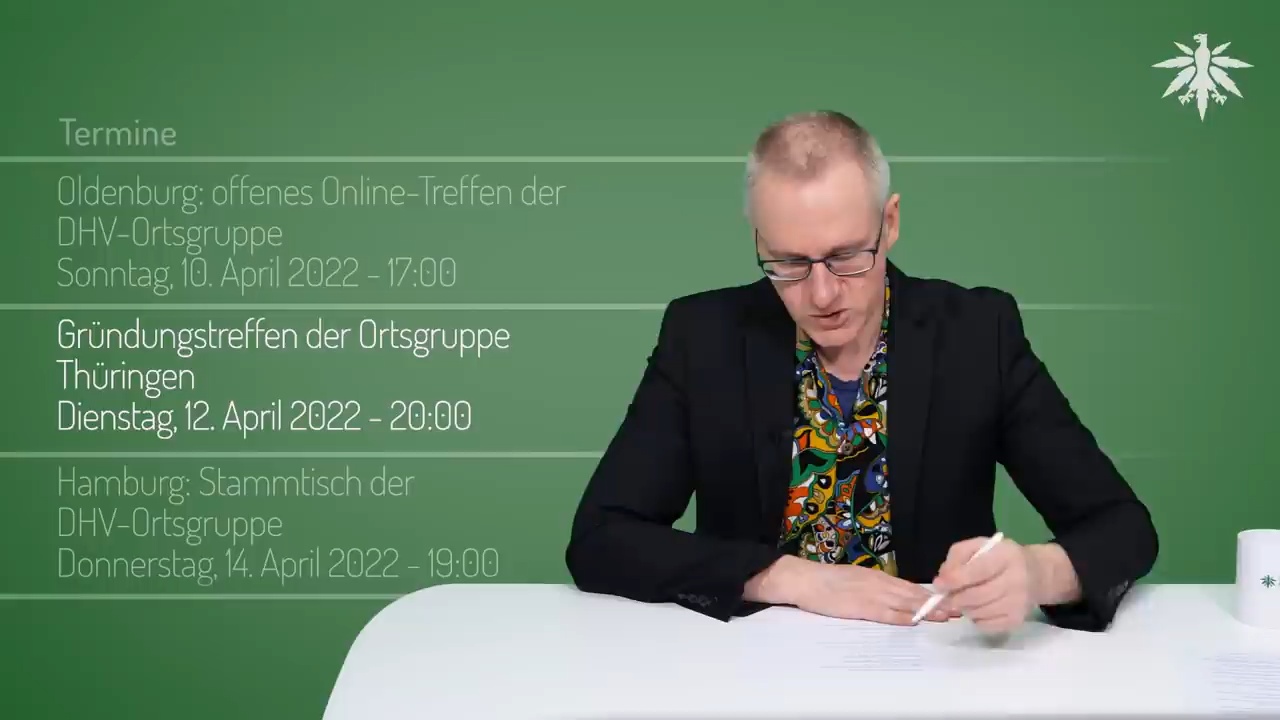 Termine
Oldenburg: offenes Online-Treffen der
DHV-Ortsgruppe
Sonntag, 10. April 2022 - 17:00
Gründungstreffen der Ortsgruppe
Thüringen
Dienstag, 12. April 2022 - 20:00
Hamburg: Stammtisch der
DHV-Ortsgruppe
Donnerstag, 14. April 2022 - 19:00